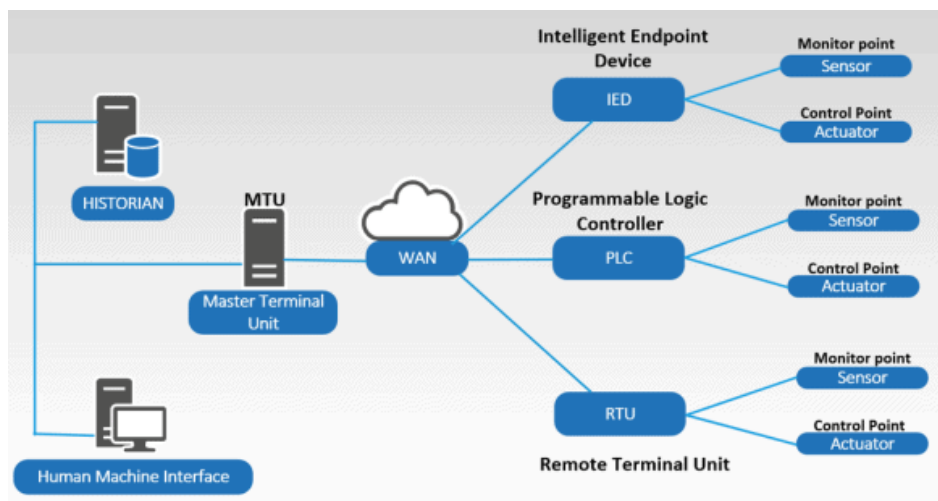 Intelligent Endpoint
Device
IED
Monitor point
Sensor
Control Point
Actuator
HISTORIAN
MTU
Master Terminal
Unit
WAN
Programmable Logic
Controller
PLC
Monitor point
Sensor
Control Point
Actuator
Human Machine Interface
RTU
Remote Terminal Unit
Monitor point
Sensor
Control Point
Actuator